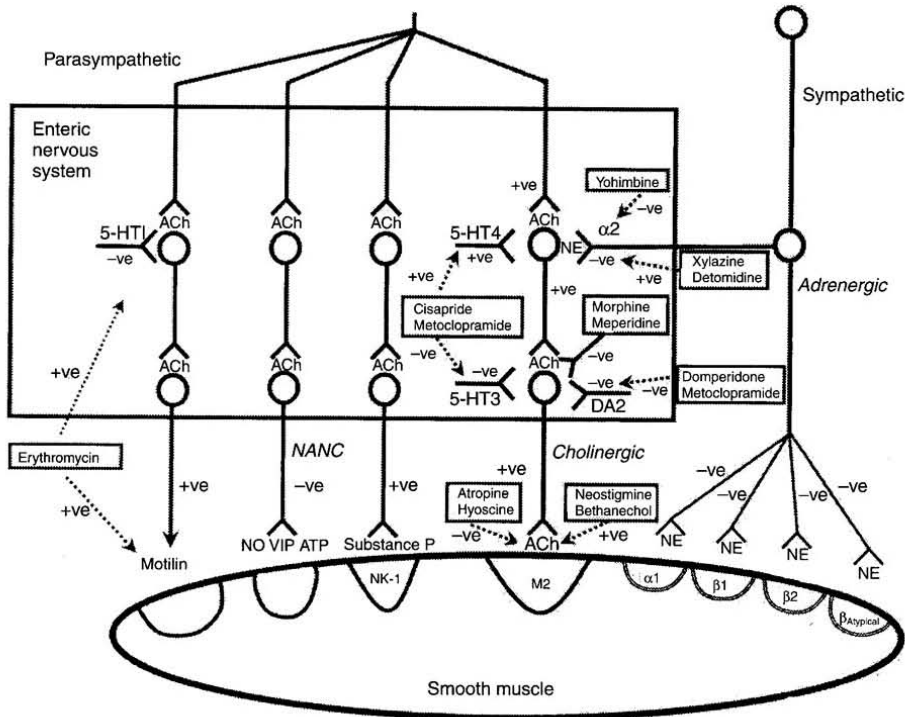 Parasympathetic
Sympathetic
Enteric
nervous
system
+ve
Yohimbine
–ve
ACh
ACh
ACh
ACh
α2
5-HTI
–ve
5-HT4
+ve
NE
–ve
+ve
Xylazine
Detomidine
Adrenergic
+ve
+ve
Cisapride
Metoclopramide
Morphine
Meperidine
–ve
ACh
ACh
ACh
ACh
–ve
+ve
–ve
5-HT3
–ve
DA2
–ve
Domperidone
Metoclopramide
Erythromycin
NANC
Cholinergic
+ve
+ve
–ve
+ve
+ve
Atropine
Hyoscine
–ve
Neostigmine
Bethanechol
+ve
–ve
–ve
–ve
–ve
Motilin
NO VIP ATP
Substance P
ACh
NE
NE
NE
NE
NK-1
M2
α1
β1
β2
βAtypical
Smooth muscle